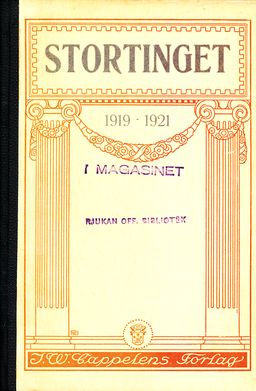 STORTINGET
1919 · 1921
I MAGASINET
RJUKAN OFF. BIBLIOTEK
J.W. Cappelens Forlag